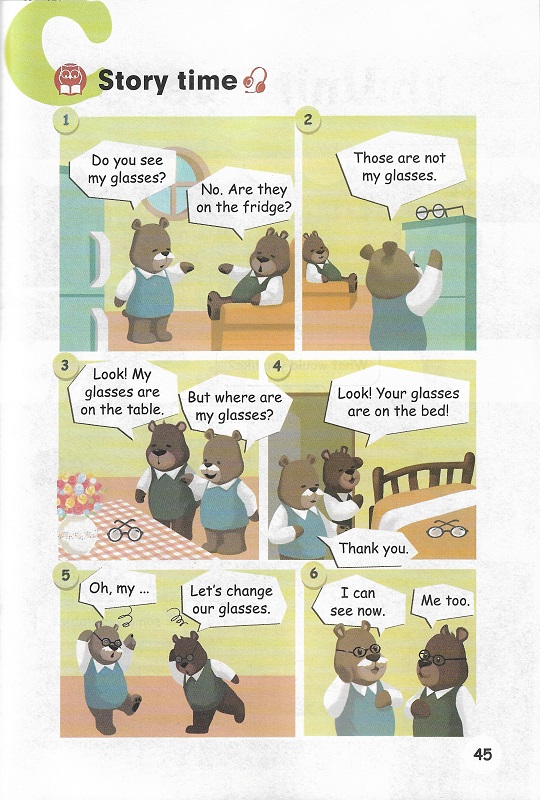 C
Story time
1
Do you see
my glasses?
No. Are they
on the fridge?
2
Those are not
my glasses.
3
Look! My
glasses are
on the table.
But where are
my glasses?
4
Look! Your glasses
are on the bed!
Thank you.
5
Oh, my ...
Let's change
our glasses.
6
I can
see now.
Me too.
45